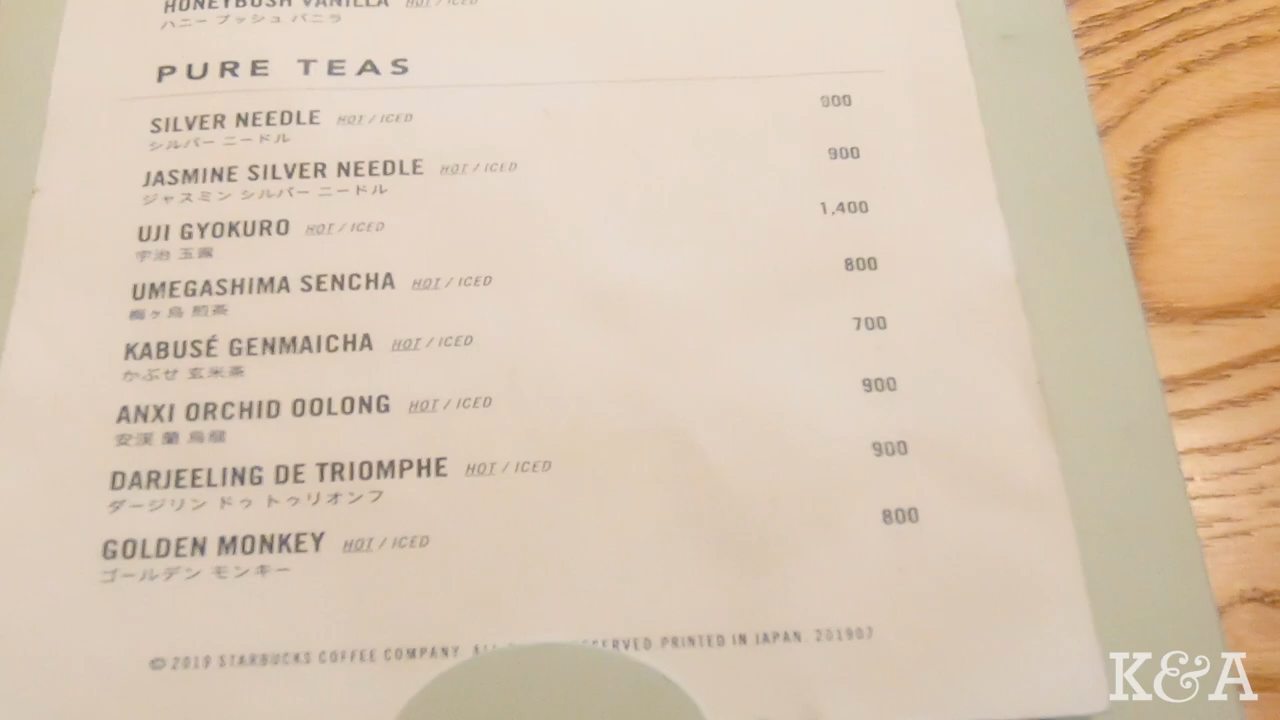 HONEYBUSH VANILLA HOT / ICED
ハニー ブッシュ バニラ
PURE TEAS
SILVER NEEDLE HOT / ICED 900
シルバー ニードル
JASMINE SILVER NEEDLE HOT / ICED 900
ジャスミン シルバー ニードル
UJI GYOKURO HOT / ICED 1,400
宇治 玉露
UMEGASHIMA SENCHA HOT / ICED 800
梅ヶ島 煎茶
KABUSÉ GENMAICHA HOT / ICED 700
かぶせ 玄米茶
ANXI ORCHID OOLONG HOT / ICED 900
安渓 蘭 烏龍
DARJEELING DE TRIOMPHE HOT / ICED 900
ダージリン ドゥ トゥリオンフ
GOLDEN MONKEY HOT / ICED 800
ゴールデン モンキー
© 2019 STARBUCKS COFFEE COMPANY. PRINTED IN JAPAN. 201907
K&A